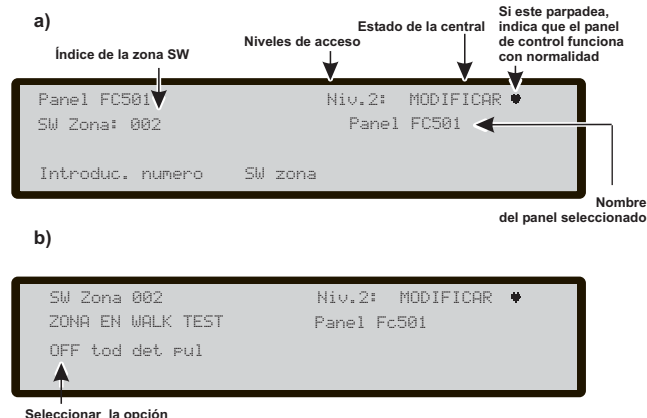 a)
Índice de la zona SW
Niveles de acceso
Estado de la central
Si este parpadea,
indica que el panel
de control funciona
con normalidad
Panel FC501 Niv.2: MODIFICAR
SW Zona: 002 Panel FC501
Introduc. numero SW zona
Nombre
del panel seleccionado
b)
SW Zona 002 Niv.2: MODIFICAR
ZONA EN WALK TEST Panel Fc501
OFF tod det pul
Seleccionar la opción